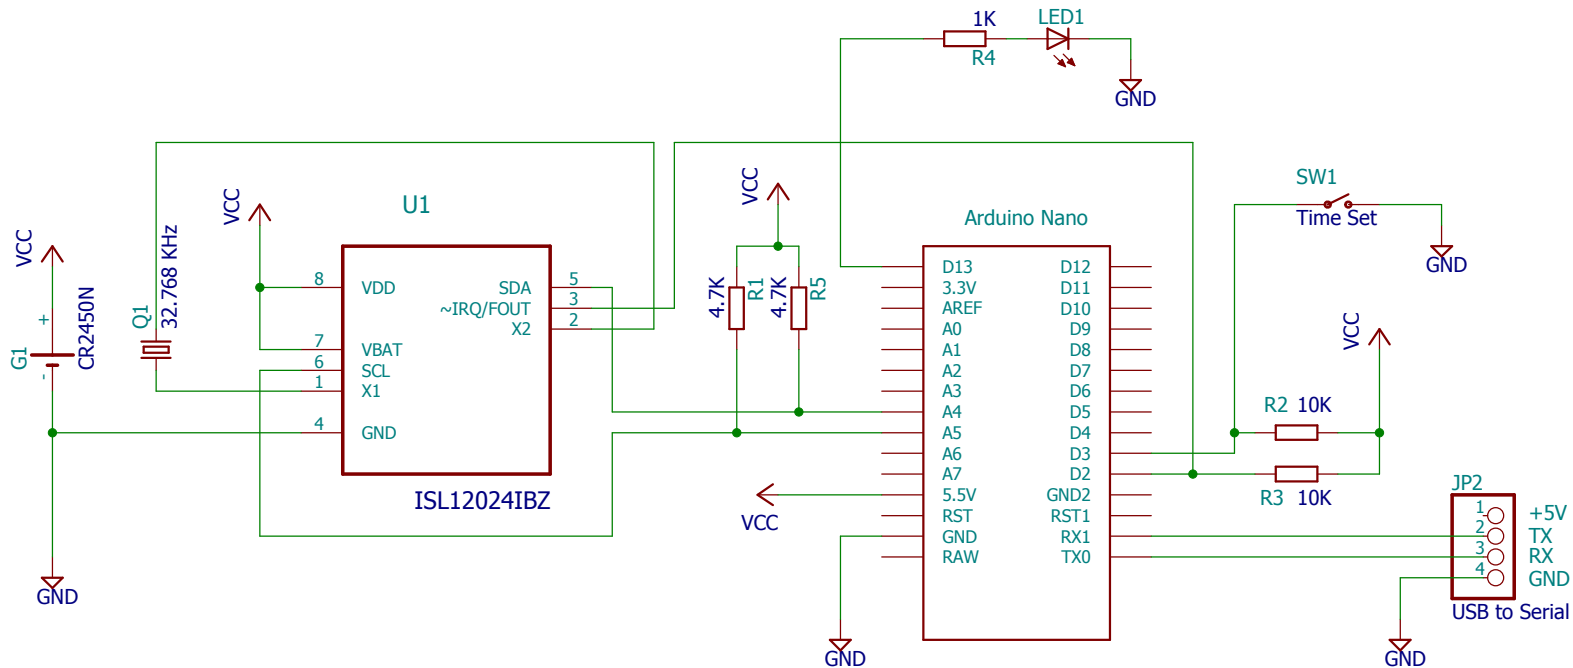 1K
LED1
R4
GND
VCC
G1
+
-
CR2450N
GND
Q1
32.768 KHz
VCC
U1
8
VDD
7
VBAT
6
SCL
1
X1
4
GND
SDA
5
~IRQ/FOUT
3
X2
2
ISL12024IBZ
VCC
4.7K
R1
4.7K
R5
Arduino Nano
D13
3.3V
AREF
A0
A1
A2
A3
A4
A5
A6
A7
5.5V
RST
GND
RAW
D12
D11
D10
D9
D8
D7
D6
D5
D4
D3
D2
GND2
RST1
RX1
TX0
VCC
GND
SW1
Time Set
GND
VCC
R2 10K
R3 10K
JP2
1 +5V
2 TX
3 RX
4 GND
USB to Serial
GND